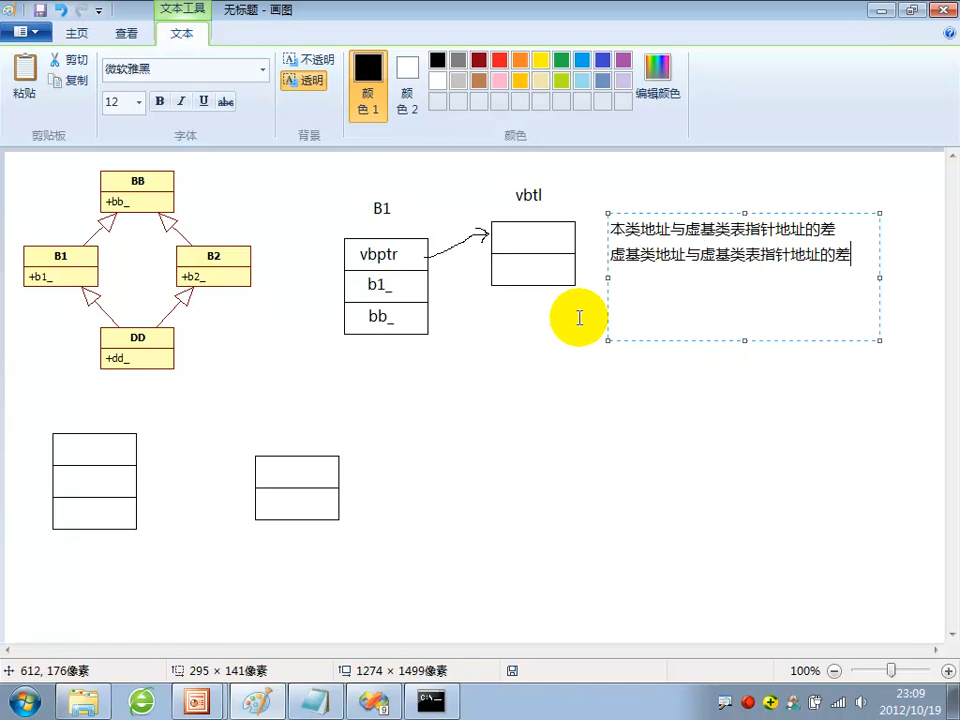 文本工具
无标题 - 画图
主页
查看
文本
粘贴
剪切
复制
剪贴板
微软雅黑
12
B
I
U
abc
字体
不透明
透明
背景
颜色 1
颜色 2
编辑颜色
颜色
BB
+bb_
B1
+b1_
B2
+b2_
DD
+dd_
B1
vbptr
b1_
bb_
vbtl
本类地址与虚基类表指针地址的差
虚基类地址与虚基类表指针地址的差
612, 176像素
295 × 141像素
1274 × 1499像素
100%
23:09
2012/10/19